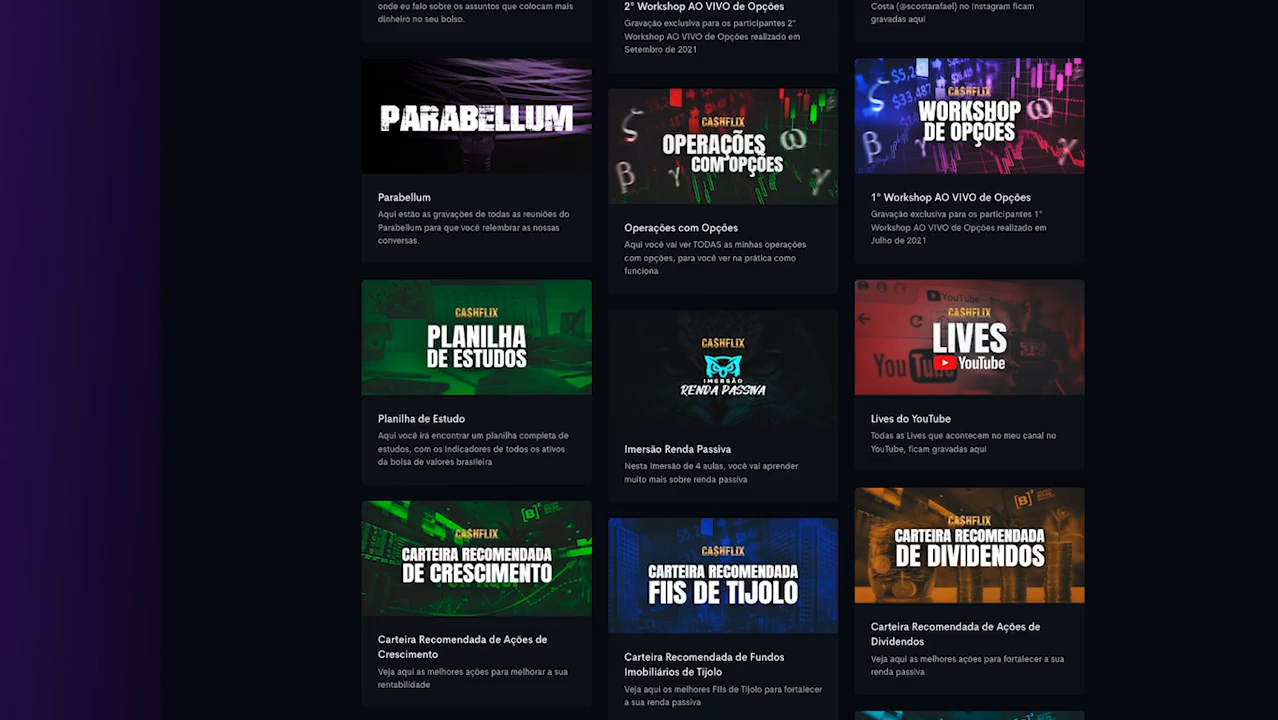 onde eu falo sobre os assuntos que colocam mais
dinheiro no seu bolso.
PARABELLUM
Parabellum
Aqui estão as gravações de todas as reuniões do
Parabellum para que você relembrar as nossas
conversas.
CA$HFLIX
PLANILHA
DE ESTUDOS
Planilha de Estudo
Aqui você irá encontrar um planilha completa de
estudos, com os indicadores de todos os ativos
da bolsa de valores brasileira
[B]³
CA$HFLIX
CARTEIRA RECOMENDADA
DE CRESCIMENTO
Carteira Recomendada de Ações de
Crescimento
Veja aqui as melhores ações para melhorar a sua
rentabilidade
2º Workshop AO VIVO de Opções
Gravação exclusiva para os participantes 2°
Workshop AO VIVO de Opções realizado em
Setembro de 2021
CA$HFLIX
OPERAÇÕES
COM OPÇÕES
ζ ω β γ γ
Operações com Opções
Aqui você vai ver TODAS as minhas operações
com opções, para você ver na prática como
funciona
CA$HFLIX
IMERSÃO
RENDA PASSIVA
Imersão Renda Passiva
Nesta Imersão de 4 aulas, você vai aprender
muito mais sobre renda passiva
CA$HFLIX
CARTEIRA RECOMENDADA
FIIS DE TIJOLO
Carteira Recomendada de Fundos
Imobiliários de Tijolo
Veja aqui os melhores FIIs de Tijolo para fortalecer
a sua renda passiva
Costa (@scostarafael) no Instagram ficam
gravadas aqui
$33,487
CA$HFLIX
WORKSHOP
DE OPÇÕES
ζ ω β γ
1º Workshop AO VIVO de Opções
Gravação exclusiva para os participantes 1°
Workshop AO VIVO de Opções realizado em
Julho de 2021
YouTube
CA$HFLIX
LIVES
YouTube
You Tube
Lives do YouTube
Todas as Lives que acontecem no meu canal no
YouTube, ficam gravadas aqui
[B]³
CA$HFLIX
CARTEIRA RECOMENDADA
DE DIVIDENDOS
Carteira Recomendada de Ações de
Dividendos
Veja aqui as melhores ações para fortalecer a sua
renda passiva